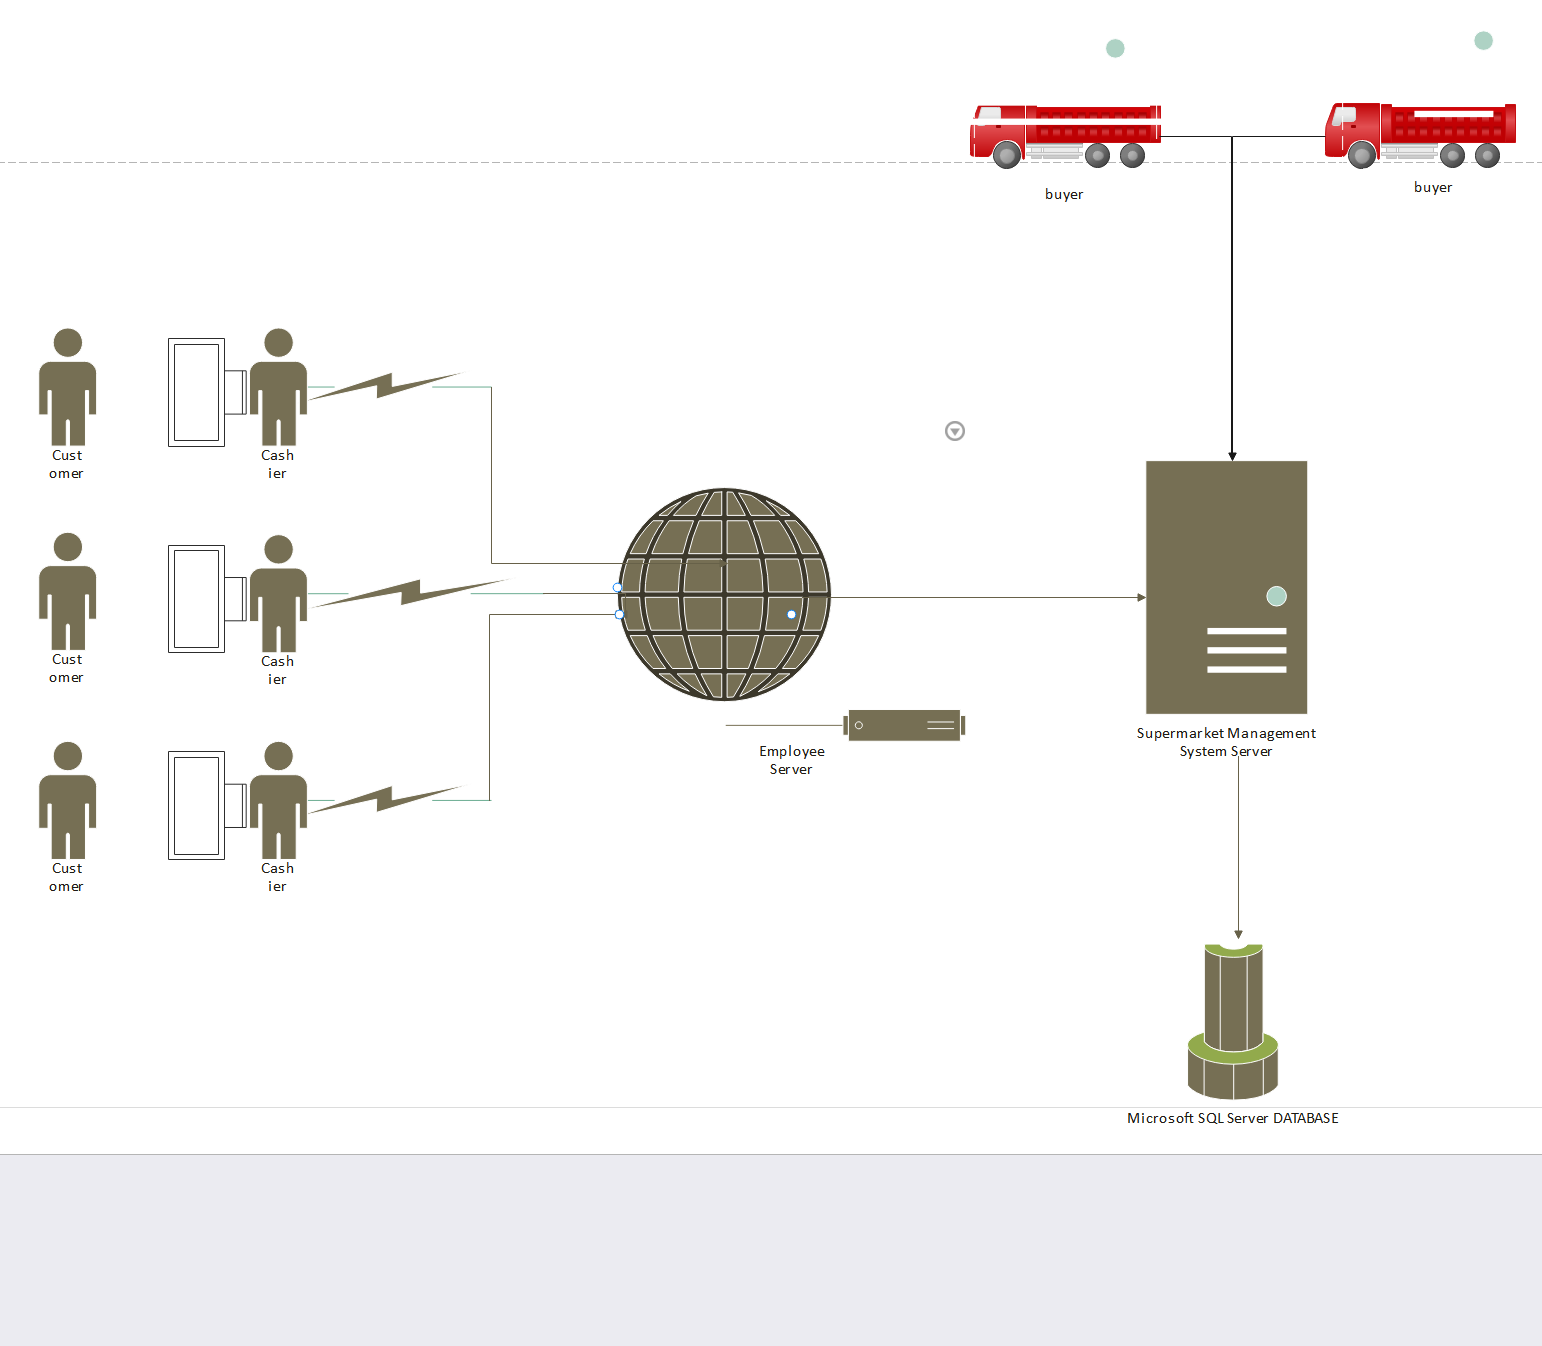 buyer
buyer
Cust
omer
Cash
ier
Cust
omer
Cash
ier
Employee
Server
Supermarket Management
System Server
Cust
omer
Cash
ier
Microsoft SQL Server DATABASE